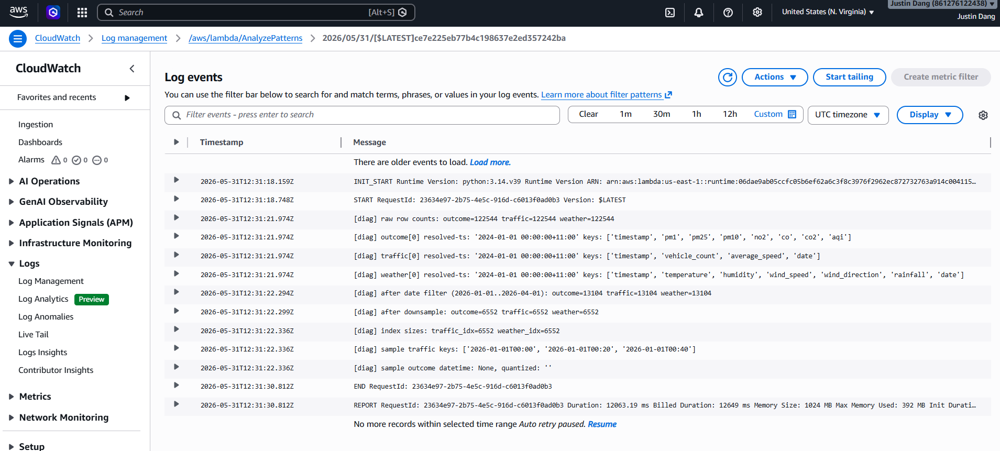 aws
Search [Alt+S]
United States (N. Virginia)
Justin Dang (861276122438)
Justin Dang
CloudWatch
Log management
/aws/lambda/AnalyzePatterns
2026/05/31/[$LATEST]ce7e225eb77b4c198637e2ed357242ba
CloudWatch
Favorites and recents
Ingestion
Dashboards
Alarms 0 0 0
AI Operations
GenAI Observability
Application Signals (APM)
Infrastructure Monitoring
Logs
Log Management
Log Analytics Preview
Log Anomalies
Live Tail
Logs Insights
Contributor Insights
Metrics
Network Monitoring
Setup
Log events
Actions
Start tailing
Create metric filter
You can use the filter bar below to search for and match terms, phrases, or values in your log events. Learn more about filter patterns
Filter events - press enter to search
Clear 1m 30m 1h 12h Custom
UTC timezone
Display
Timestamp Message
There are older events to load. Load more.
2026-05-31T12:31:18.159Z INIT_START Runtime Version: python:3.14.v39 Runtime Version ARN: arn:aws:lambda:us-east-1::runtime:06dae9ab05ccfc05b6ef62a6c3f8c3976f2962ec872732763a914c004115…
2026-05-31T12:31:18.748Z START RequestId: 23634e97-2b75-4e5c-916d-c6013f0ad0b3 Version: $LATEST
2026-05-31T12:31:21.974Z [diag] raw row counts: outcome=122544 traffic=122544 weather=122544
2026-05-31T12:31:21.974Z [diag] outcome[0] resolved-ts: '2024-01-01 00:00:00+11:00' keys: ['timestamp', 'pm1', 'pm25', 'pm10', 'no2', 'co', 'co2', 'aqi']
2026-05-31T12:31:21.974Z [diag] traffic[0] resolved-ts: '2024-01-01 00:00:00+11:00' keys: ['timestamp', 'vehicle_count', 'average_speed', 'date']
2026-05-31T12:31:21.974Z [diag] weather[0] resolved-ts: '2024-01-01 00:00:00+11:00' keys: ['timestamp', 'temperature', 'humidity', 'wind_speed', 'wind_direction', 'rainfall', 'date']
2026-05-31T12:31:22.294Z [diag] after date filter (2026-01-01..2026-04-01): outcome=13104 traffic=13104 weather=13104
2026-05-31T12:31:22.299Z [diag] after downsample: outcome=6552 traffic=6552 weather=6552
2026-05-31T12:31:22.336Z [diag] index sizes: traffic_idx=6552 weather_idx=6552
2026-05-31T12:31:22.336Z [diag] sample traffic keys: ['2026-01-01T00:00', '2026-01-01T00:20', '2026-01-01T00:40']
2026-05-31T12:31:22.336Z [diag] sample outcome datetime: None, quantized: ''
2026-05-31T12:31:30.812Z END RequestId: 23634e97-2b75-4e5c-916d-c6013f0ad0b3
2026-05-31T12:31:30.812Z REPORT RequestId: 23634e97-2b75-4e5c-916d-c6013f0ad0b3 Duration: 12063.19 ms Billed Duration: 12649 ms Memory Size: 1024 MB Max Memory Used: 392 MB Init Durati…
No more records within selected time range Auto retry paused. Resume